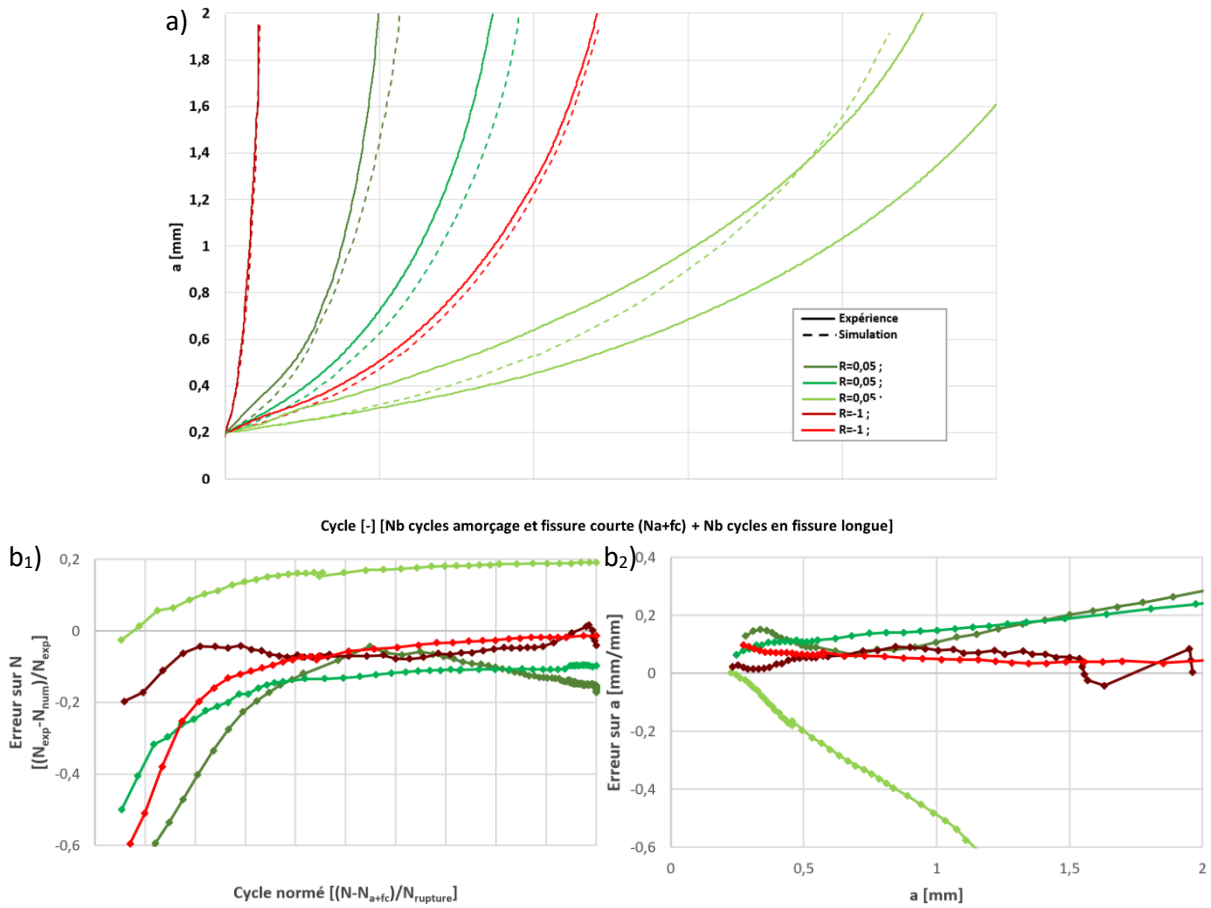 a)
2
1,8
1,6
1,4
1,2
1
0,8
0,6
0,4
0,2
0
a [mm]
Expérience
Simulation
R=0,05 ;
R=0,05 ;
R=0,05 ;
R=-1 ;
R=-1 ;
Cycle [-] [Nb cycles amorçage et fissure courte (Na+fc) + Nb cycles en fissure longue]
b1)
0,2
0
-0,2
-0,4
-0,6
Erreur sur N
[(Nexp-Nnum)/Nexp]
Cycle normé [(N-Na+fc)/Nrupture]
b2)
0,4
0,2
0
-0,2
-0,4
-0,6
Erreur sur a [mm/mm]
0
0,5
1
1,5
2
a [mm]